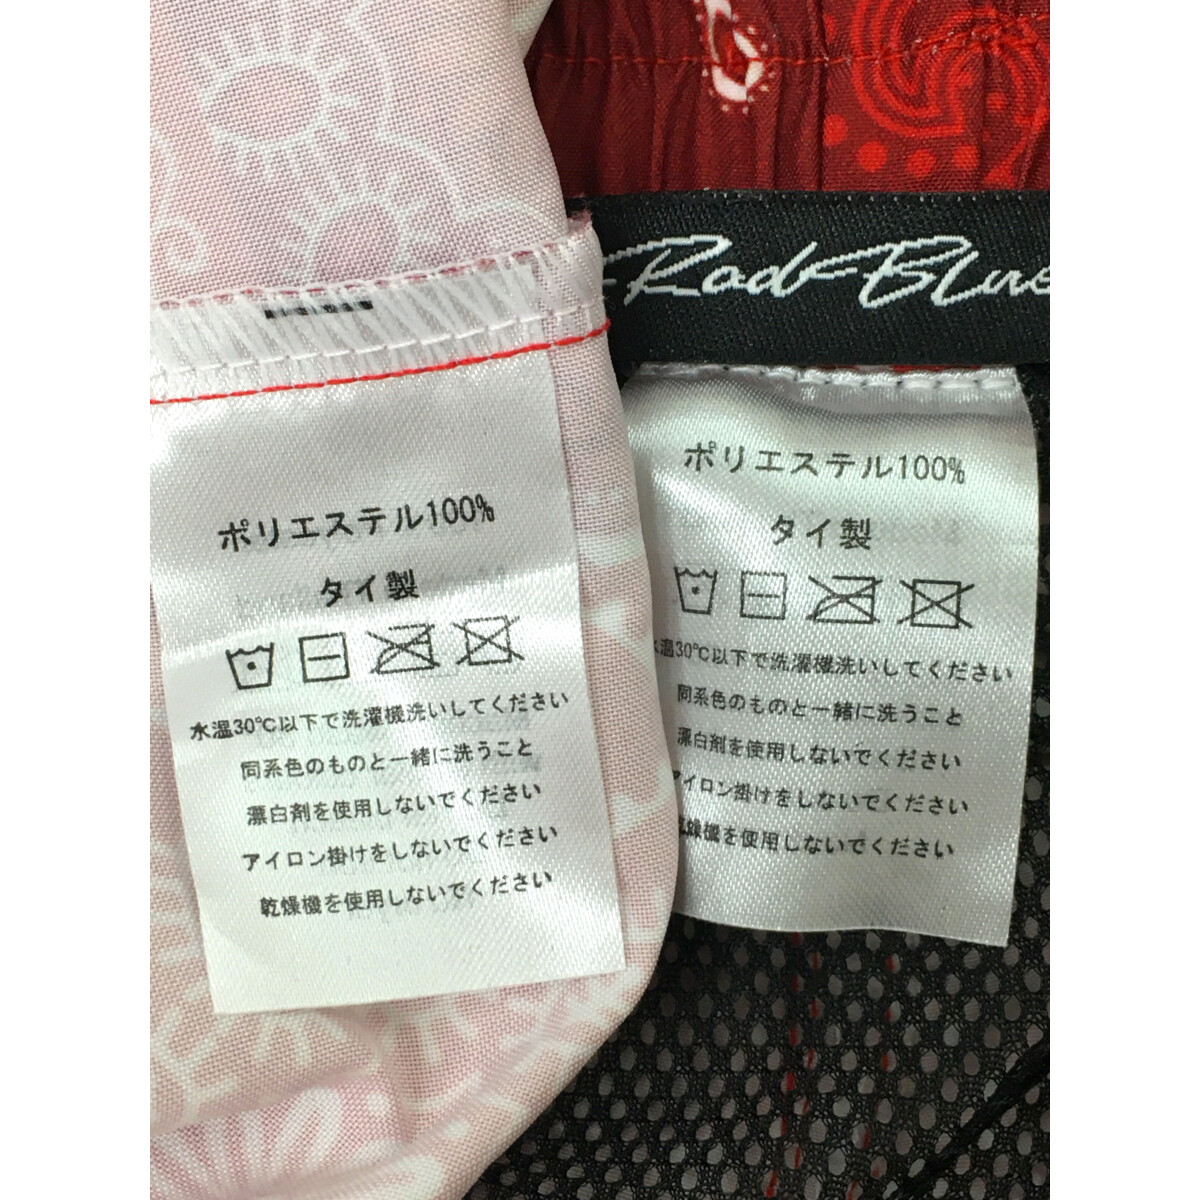 Rad Blue
ポリエステル100%
タイ製
水温30℃以下で洗濯機洗いしてください
同系色のものと一緒に洗うこと
漂白剤を使用しないでください
アイロン掛けをしないでください
乾燥機を使用しないでください
ポリエステル100%
タイ製
水温30℃以下で洗濯機洗いしてください
同系色のものと一緒に洗うこと
漂白剤を使用しないでください
アイロン掛けをしないでください
乾燥機を使用しないでください